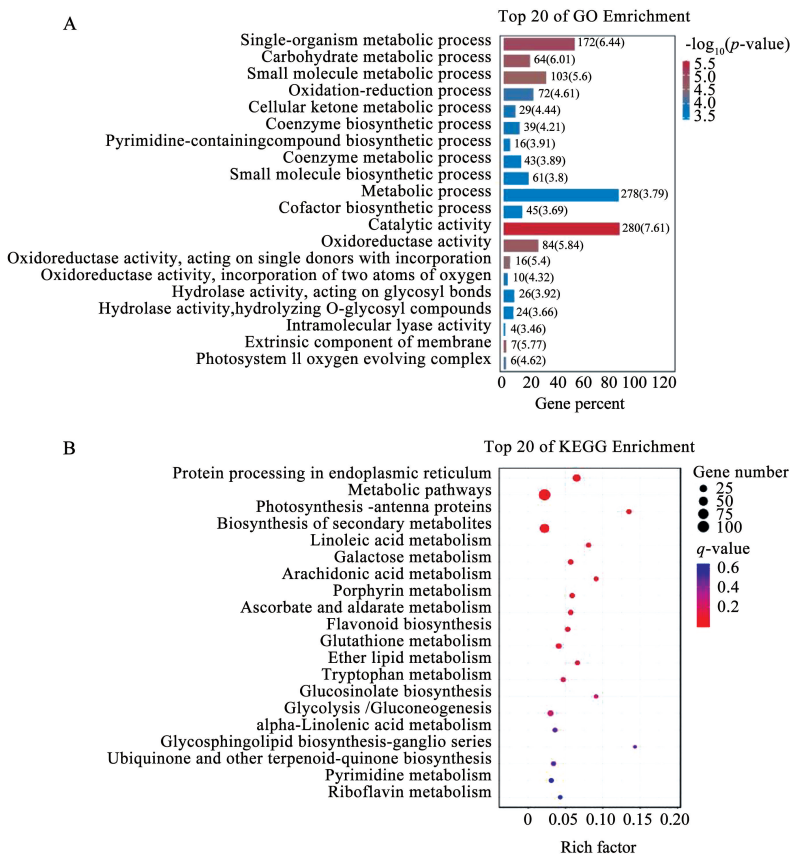 A
Top 20 of GO Emrichment
Single-organism metabolic process 172(6.44)
Carbohydrate metabolic process 64(6.01)
Small molecule metabolic process 103(5.6)
Oxidation-reduction process 72(4.61)
Cellular ketone metabolic process 29(4.44)
Coenzyme biosynthetic process 39(4.21)
Pyrimidine-containingcompound biosynthetic process 16(3.91)
Coenzyme metabolic process 43(3.89)
Small molecule biosynthetic process 61(3.8)
Metabolic process 278(3.79)
Cofactor biosynthetic process 45(3.69)
Catalytic activity 280(7.61)
Oxidoreductase activity 84(5.84)
Oxidoreductase activity, acting on single donors with incorporation 16(5.4)
Oxidoreductase activity, incorporation of two atoms of oxygen 10(4.32)
Hydrolase activity, acting on glycosyl bonds 26(3.92)
Hydrolase activity,hydrolyzing O-glycosyl compounds 24(3.66)
Intramolecular lyase activity 4(3.46)
Extrinsic component of membrane 7(5.77)
Photosystem ll oxygen evolving complex 6(4.62)
0 20 40 60 80 100 120
Gene percent
-log10(p-value)
5.5
5.0
4.5
4.0
3.5
B
Top 20 of KEGG Enrichment
Protein processing in endoplasmic reticulum
Metabolic pathways
Photosynthesis -antenna proteins
Biosynthesis of secondary metabolites
Linoleic acid metabolism
Galactose metabolism
Arachidonic acid metabolism
Porphyrin metabolism
Ascorbate and aldarate metabolism
Flavonoid biosynthesis
Glutathione metabolism
Ether lipid metabolism
Tryptophan metabolism
Glucosinolate biosynthesis
Glycolysis /Gluconeogenesis
alpha-Linolenic acid metabolism
Glycosphingolipid biosynthesis-ganglio series
Ubiquinone and other terpenoid-quinone biosynthesis
Pyrimidine metabolism
Riboflavin metabolism
0 0.05 0.10 0.15 0.20
Rich factor
Gene number
25
50
75
100
q-value
0.6
0.4
0.2